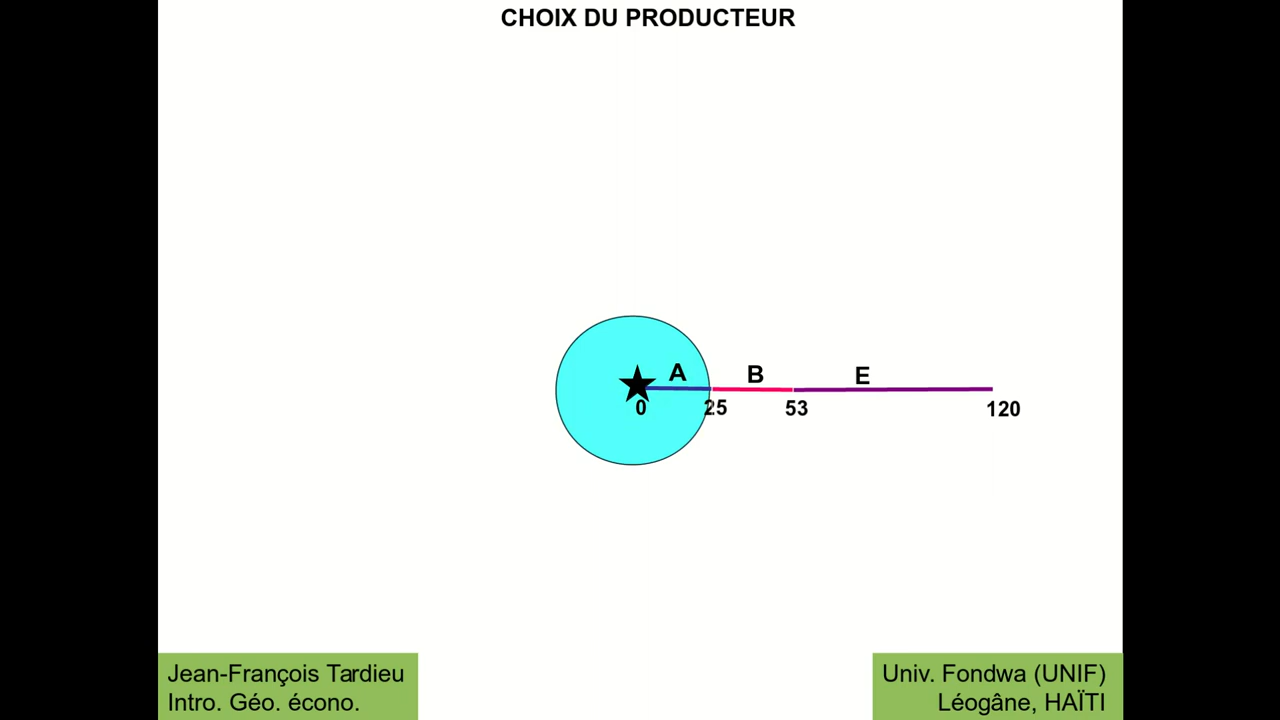 CHOIX DU PRODUCTEUR
A B E
0 25 53 120
Jean-François Tardieu
Intro. Géo. écono.
Univ. Fondwa (UNIF)
Léogâne, HAÏTI